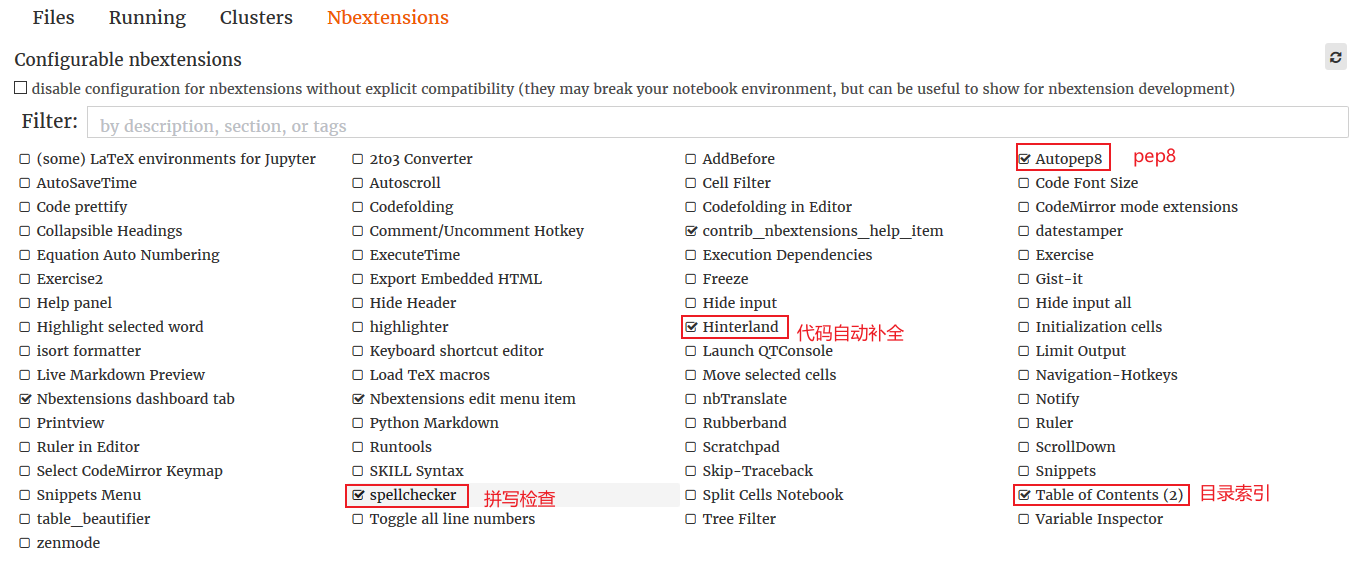 Files Running Clusters Nbextensions
Configurable nbextensions
disable configuration for nbextensions without explicit compatibility (they may break your notebook environment, but can be useful to show for nbextension development)
Filter: by description, section, or tags
(some) LaTeX environments for Jupyter 2to3 Converter AddBefore Autopep8 pep8
AutoSaveTime Autoscroll Cell Filter Code Font Size
Code prettify Codefolding Codefolding in Editor CodeMirror mode extensions
Collapsible Headings Comment/Uncomment Hotkey contrib_nbextensions_help_item datestamper
Equation Auto Numbering ExecuteTime Execution Dependencies Exercise
Exercise2 Export Embedded HTML Freeze Gist-it
Help panel Hide Header Hide input Hide input all
Highlight selected word highlighter Hinterland 代码自动补全 Initialization cells
isort formatter Keyboard shortcut editor Launch QTConsole Limit Output
Live Markdown Preview Load TeX macros Move selected cells Navigation-Hotkeys
Nbextensions dashboard tab Nbextensions edit menu item nbTranslate Notify
Printview Python Markdown Rubberband Ruler
Ruler in Editor Runtools Scratchpad ScrollDown
Select CodeMirror Keymap SKILL Syntax Skip-Traceback Snippets
Snippets Menu spellchecker 拼写检查 Split Cells Notebook Table of Contents (2) 目录索引
table_beautifier Toggle all line numbers Tree Filter Variable Inspector
zenmode